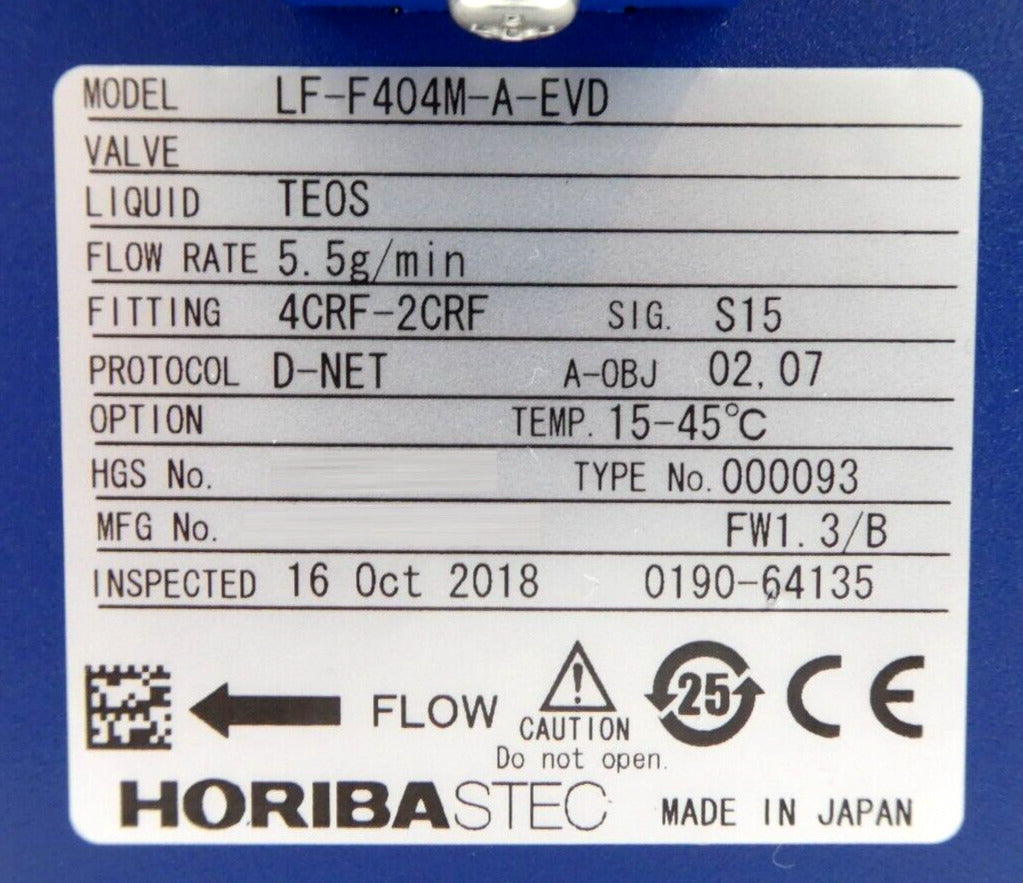 MODEL LF-F404M-A-EVD
VALVE
LIQUID TEOS
FLOW RATE 5.5g/min
FITTING 4CRF-2CRF SIG. S15
PROTOCOL D-NET A-OBJ 02,07
OPTION TEMP. 15-45℃
HGS No. TYPE No. 000093
MFG No. FW1.3/B
INSPECTED 16 Oct 2018 0190-64135
FLOW CAUTION 25 CE
Do not open.
HORIBASTEC MADE IN JAPAN